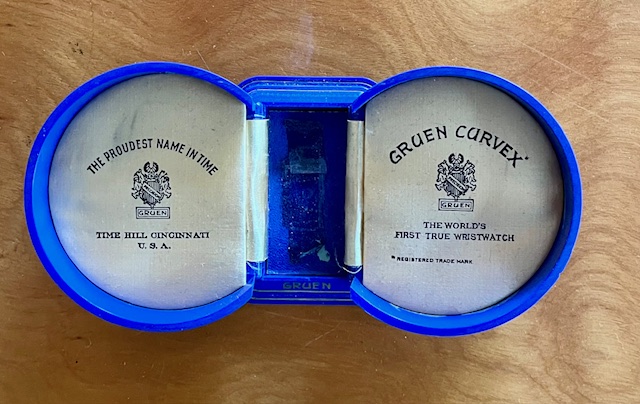 THE PROUDEST NAME IN TIME
GRUEN
TIME HILL CINCINNATI
U. S. A.
GRUEN
GRUEN CURVEX*
GRUEN
THE WORLD'S
FIRST TRUE WRISTWATCH
* REGISTERED TRADE MARK